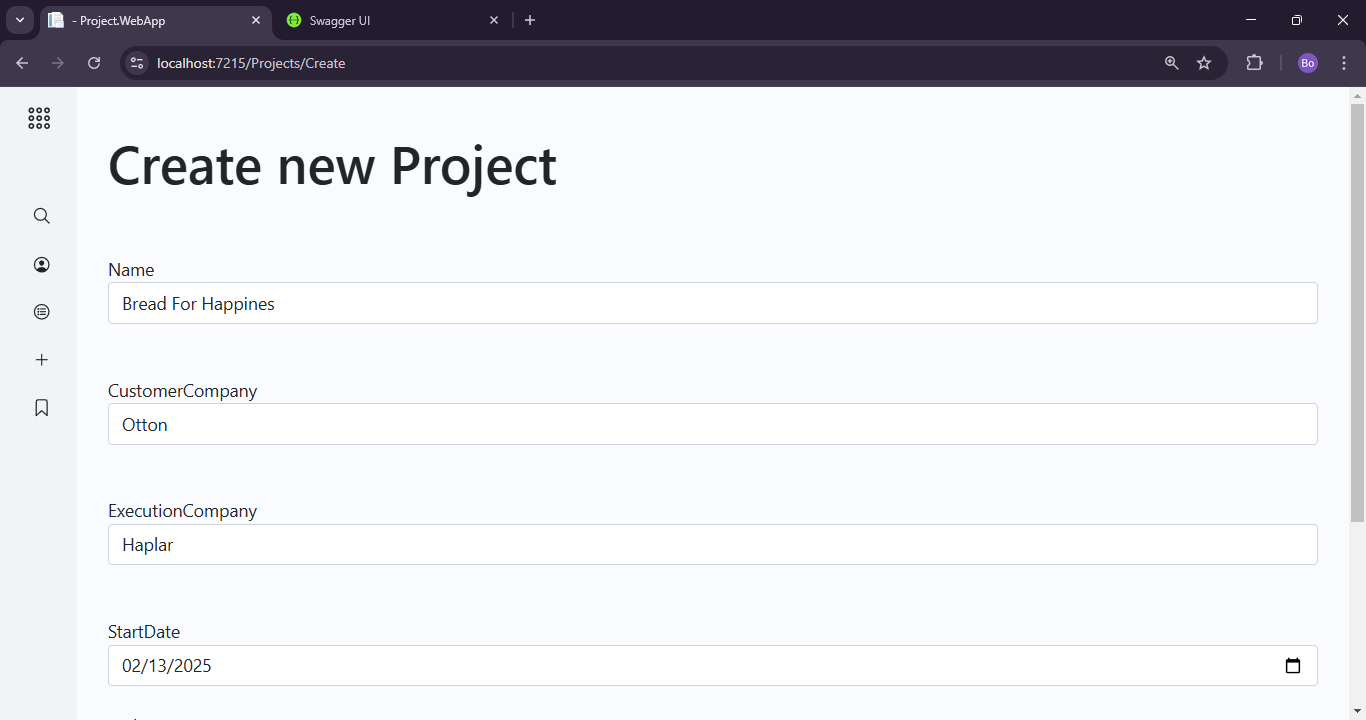 - Project.WebApp
Swagger UI
localhost:7215/Projects/Create
Bo
Create new Project
Name
Bread For Happines
CustomerCompany
Otton
ExecutionCompany
Haplar
StartDate
02/13/2025